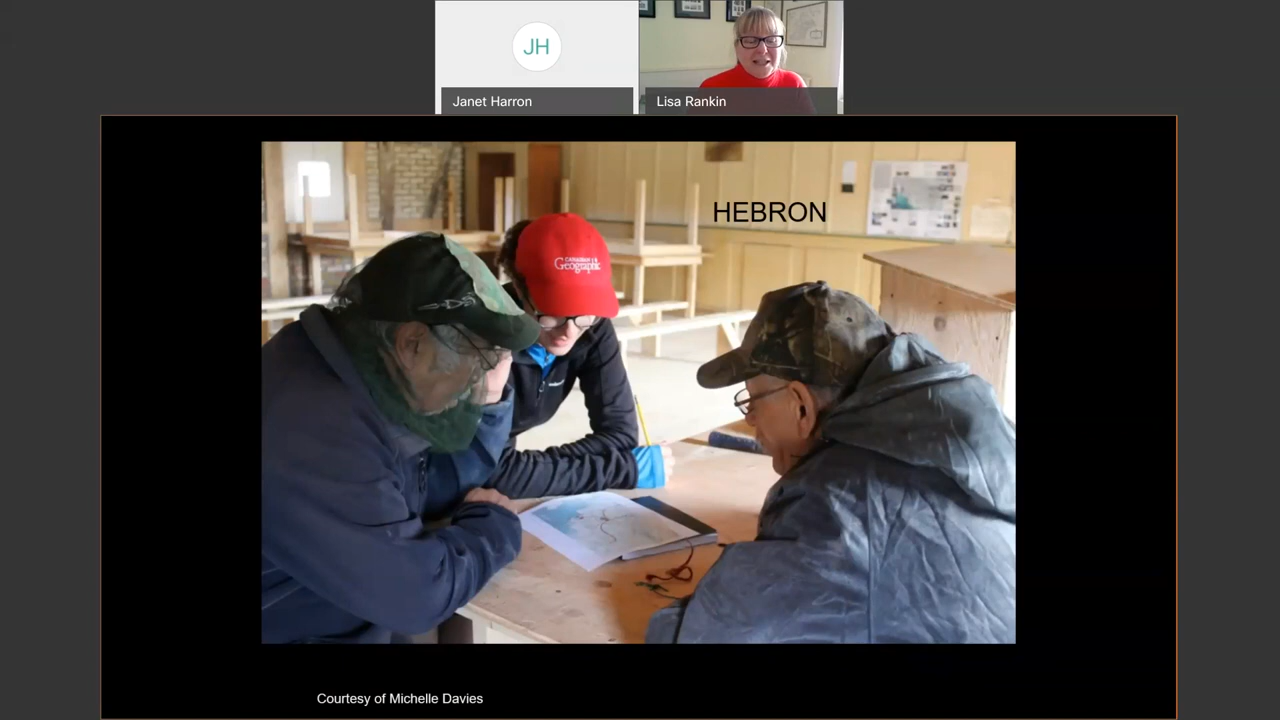 JH
Janet Harron
Lisa Rankin
HEBRON
CANADIAN
Geographic
Courtesy of Michelle Davies